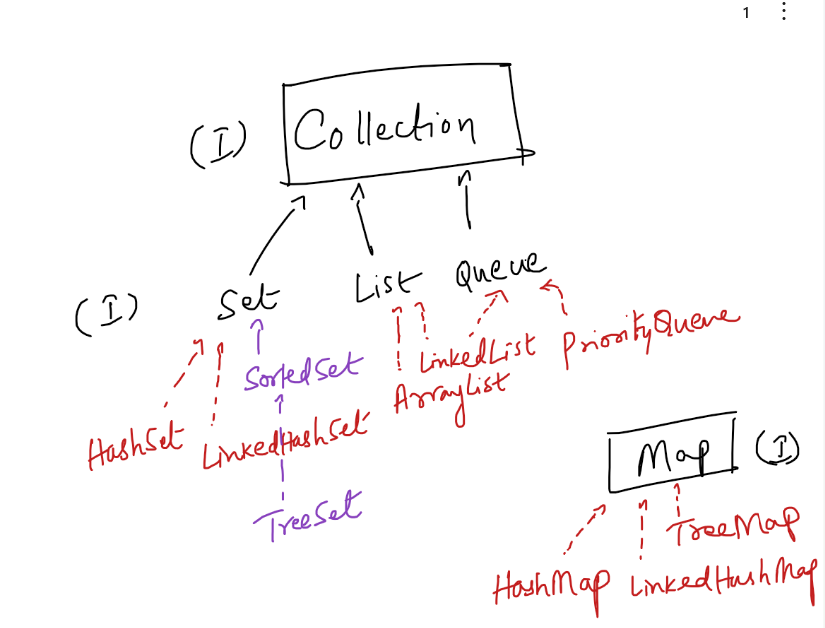 1
(I) Collection
(I) Set List Queue
SortedSet LinkedList PriorityQueue
ArrayList
HashSet LinkedHashSet
Map (I)
TreeSet TreeMap
HashMap LinkedHashMap